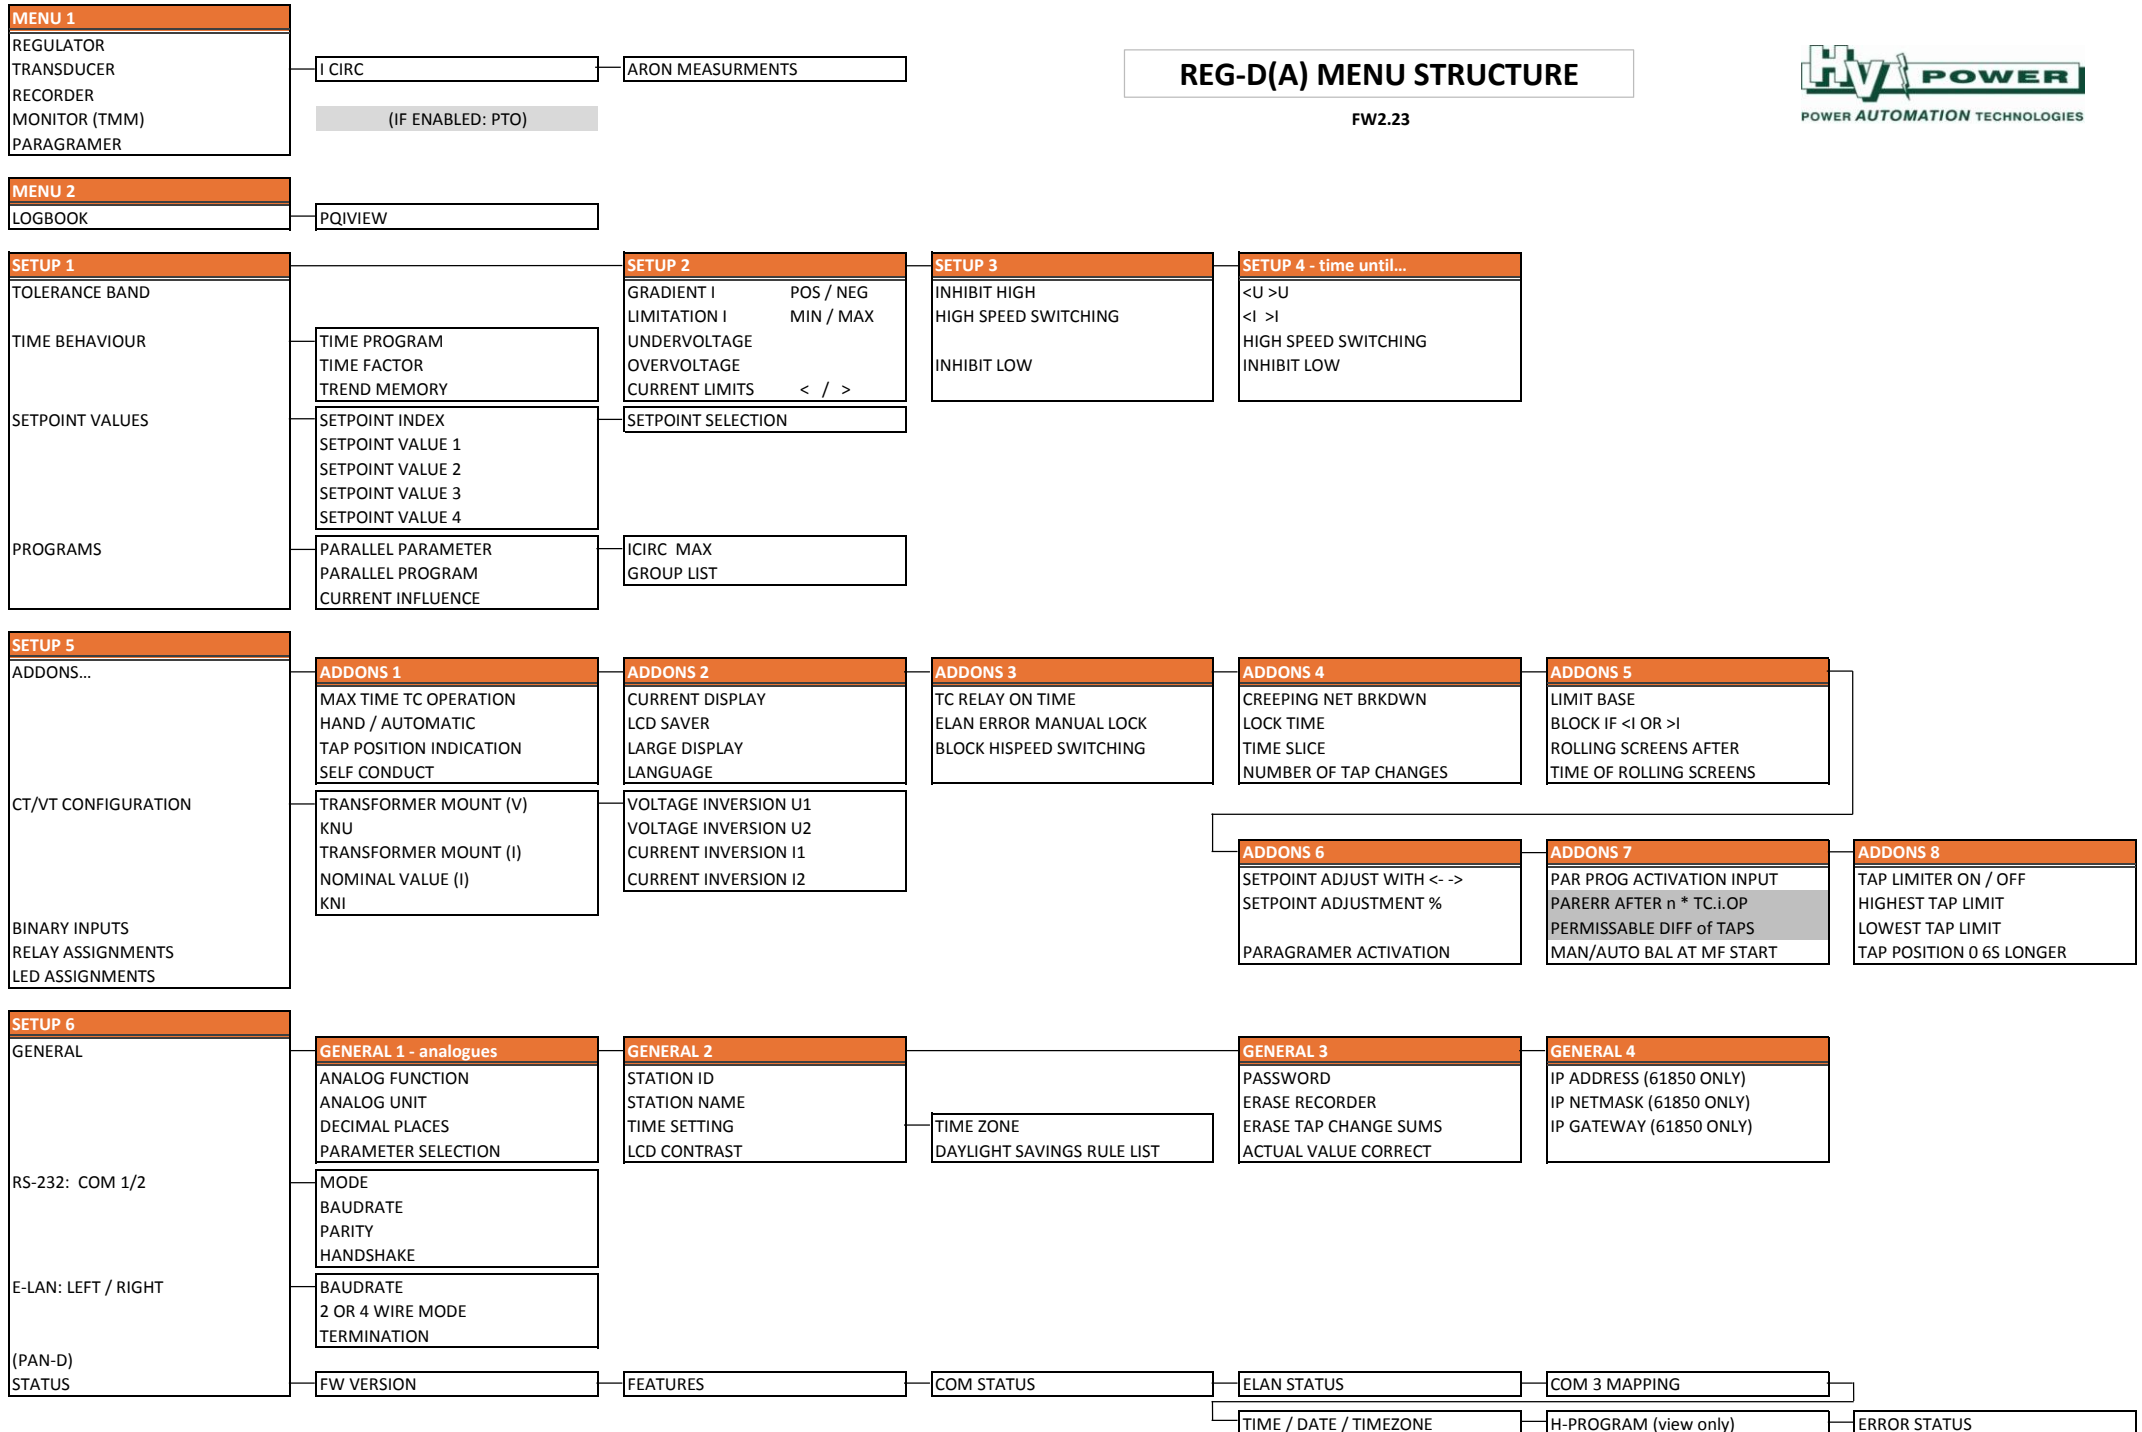 MENU 1
REGULATOR
TRANSDUCER
RECORDER
MONITOR (TMM)
PARAGRAMER
I CIRC
(IF ENABLED: PTO)
ARON MEASURMENTS
REG-D(A) MENU STRUCTURE
FW2.23
HV POWER
POWER AUTOMATION TECHNOLOGIES
MENU 2
LOGBOOK
PQIVIEW
SETUP 1
TOLERANCE BAND
TIME BEHAVIOUR
SETPOINT VALUES
PROGRAMS
TIME PROGRAM
TIME FACTOR
TREND MEMORY
SETPOINT INDEX
SETPOINT VALUE 1
SETPOINT VALUE 2
SETPOINT VALUE 3
SETPOINT VALUE 4
PARALLEL PARAMETER
PARALLEL PROGRAM
CURRENT INFLUENCE
SETUP 2
GRADIENT I POS / NEG
LIMITATION I MIN / MAX
UNDERVOLTAGE
OVERVOLTAGE
CURRENT LIMITS < / >
SETPOINT SELECTION
ICIRC MAX
GROUP LIST
SETUP 3
INHIBIT HIGH
HIGH SPEED SWITCHING
INHIBIT LOW
SETUP 4 - time until...
<U >U
<I >I
HIGH SPEED SWITCHING
INHIBIT LOW
SETUP 5
ADDONS...
CT/VT CONFIGURATION
BINARY INPUTS
RELAY ASSIGNMENTS
LED ASSIGNMENTS
ADDONS 1
MAX TIME TC OPERATION
HAND / AUTOMATIC
TAP POSITION INDICATION
SELF CONDUCT
TRANSFORMER MOUNT (V)
KNU
TRANSFORMER MOUNT (I)
NOMINAL VALUE (I)
KNI
ADDONS 2
CURRENT DISPLAY
LCD SAVER
LARGE DISPLAY
LANGUAGE
VOLTAGE INVERSION U1
VOLTAGE INVERSION U2
CURRENT INVERSION I1
CURRENT INVERSION I2
ADDONS 3
TC RELAY ON TIME
ELAN ERROR MANUAL LOCK
BLOCK HISPEED SWITCHING
ADDONS 4
CREEPING NET BRKDWN
LOCK TIME
TIME SLICE
NUMBER OF TAP CHANGES
ADDONS 5
LIMIT BASE
BLOCK IF <I OR >I
ROLLING SCREENS AFTER
TIME OF ROLLING SCREENS
ADDONS 6
SETPOINT ADJUST WITH <- ->
SETPOINT ADJUSTMENT %
PARAGRAMER ACTIVATION
ADDONS 7
PAR PROG ACTIVATION INPUT
PARERR AFTER n * TC.i.OP
PERMISSABLE DIFF of TAPS
MAN/AUTO BAL AT MF START
ADDONS 8
TAP LIMITER ON / OFF
HIGHEST TAP LIMIT
LOWEST TAP LIMIT
TAP POSITION 0 6S LONGER
SETUP 6
GENERAL
RS-232: COM 1/2
E-LAN: LEFT / RIGHT
(PAN-D)
STATUS
GENERAL 1 - analogues
ANALOG FUNCTION
ANALOG UNIT
DECIMAL PLACES
PARAMETER SELECTION
MODE
BAUDRATE
PARITY
HANDSHAKE
BAUDRATE
2 OR 4 WIRE MODE
TERMINATION
GENERAL 2
STATION ID
STATION NAME
TIME SETTING
LCD CONTRAST
TIME ZONE
DAYLIGHT SAVINGS RULE LIST
GENERAL 3
PASSWORD
ERASE RECORDER
ERASE TAP CHANGE SUMS
ACTUAL VALUE CORRECT
GENERAL 4
IP ADDRESS (61850 ONLY)
IP NETMASK (61850 ONLY)
IP GATEWAY (61850 ONLY)
FW VERSION
FEATURES
COM STATUS
ELAN STATUS
COM 3 MAPPING
TIME / DATE / TIMEZONE
H-PROGRAM (view only)
ERROR STATUS